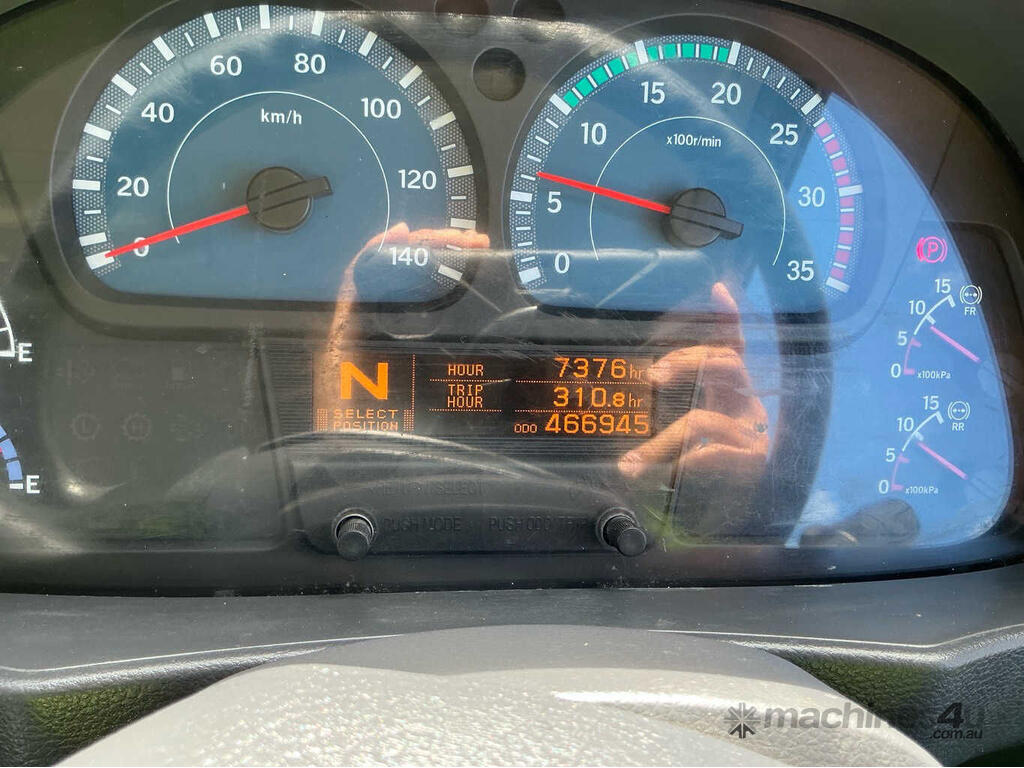 0
20
40
60
80
100
120
140
km/h
0
5
10
15
20
25
30
35
x100r/min
P
15
10
5
0
x100kPa
FR
15
10
5
0
x100kPa
RR
E
E
N
SELECT
POSITION
HOUR 7376hr
TRIP
HOUR 310.8hr
ODO 466945
PUSH MODE
PUSH ODO/TRIP
machines4u
.com.au